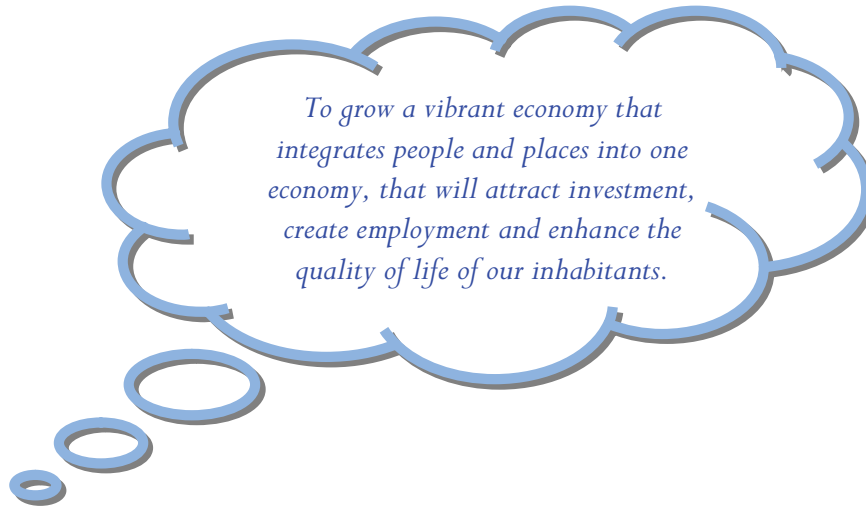 To grow a vibrant economy that
integrates people and places into one
economy, that will attract investment,
create employment and enhance the
quality of life of our inhabitants.